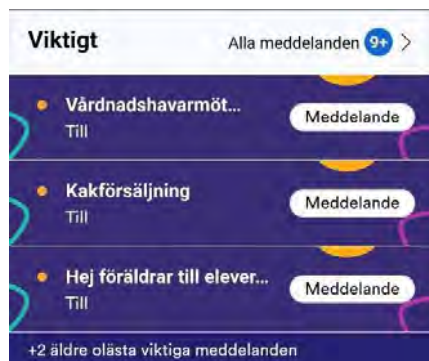 Viktigt
Alla meddelanden 9+ >
Vårdnadshavarmöt...
Till
Meddelande
Kakförsäljning
Till
Meddelande
Hej föräldrar till elever...
Till
Meddelande
+2 äldre olästa viktiga meddelanden